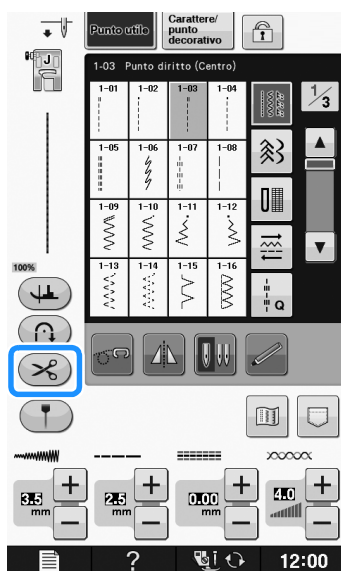 Punto utile
Carattere/
punto
decorativo
J
1-03 Punto diritto (Centro)
1-01 1-02 1-03 1-04
1/3
1-05 1-06 1-07 1-08
1-09 1-10 1-11 1-12
1-13 1-14 1-15 1-16
Q
100%
3.5 mm
2.5 mm
0.00 mm
4.0
?
12:00